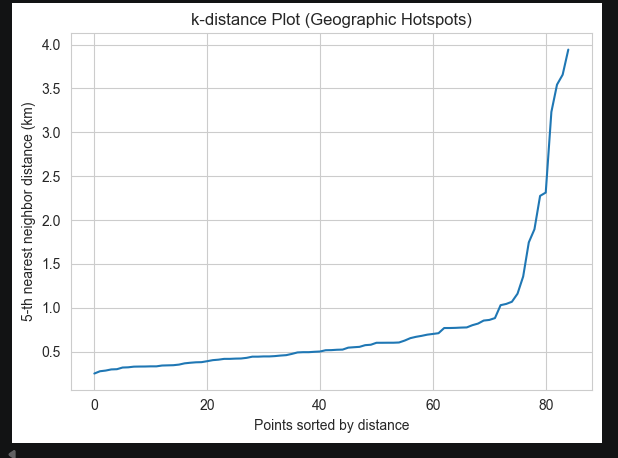 k-distance Plot (Geographic Hotspots)
5-th nearest neighbor distance (km)
4.0
3.5
3.0
2.5
2.0
1.5
1.0
0.5
0 20 40 60 80
Points sorted by distance